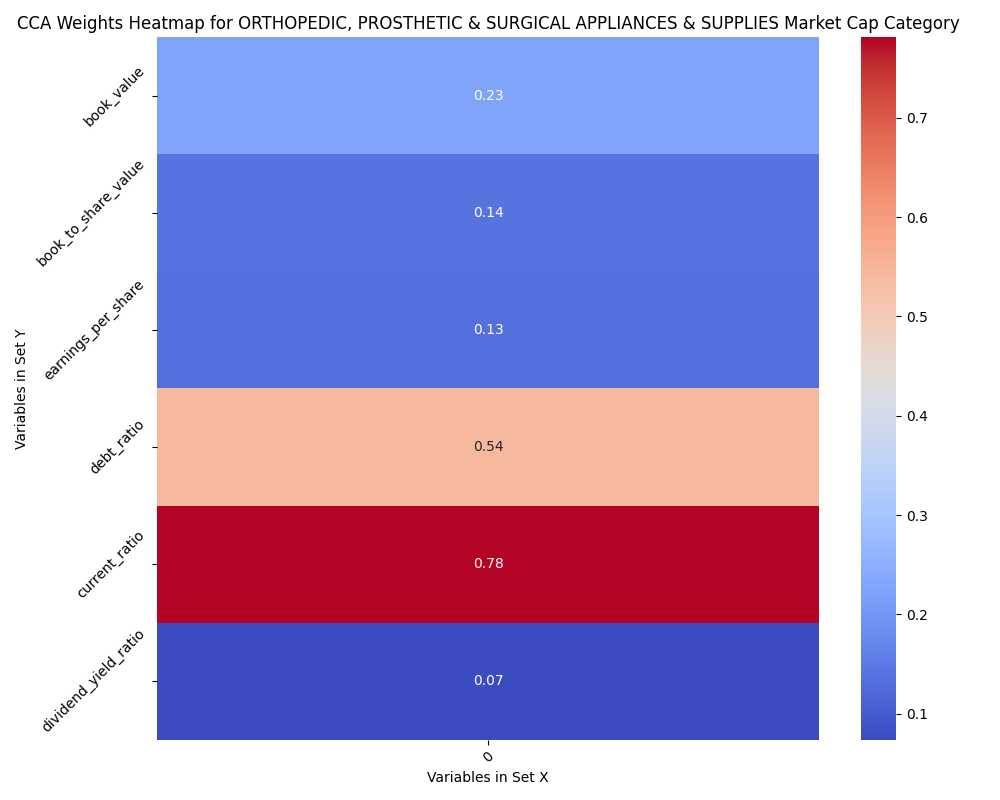 CCA Weights Heatmap for ORTHOPEDIC, PROSTHETIC & SURGICAL APPLIANCES & SUPPLIES Market Cap Category
Variables in Set Y
book_value
0.23
book_to_share_value
0.14
earnings_per_share
0.13
debt_ratio
0.54
current_ratio
0.78
dividend_yield_ratio
0.07
0
Variables in Set X
0.7
0.6
0.5
0.4
0.3
0.2
0.1